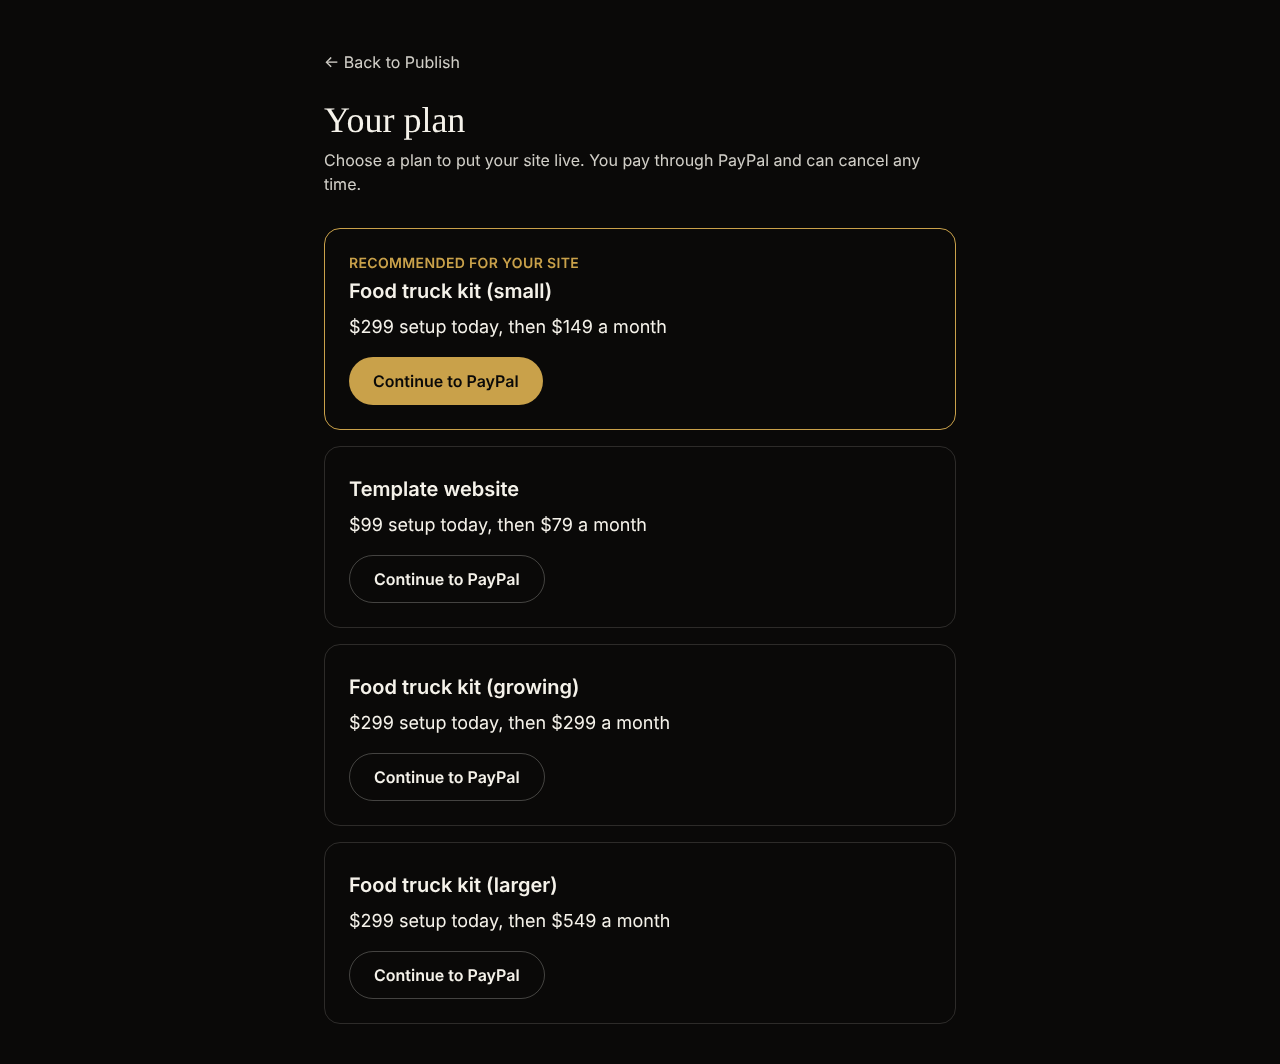 ← Back to Publish
Your plan
Choose a plan to put your site live. You pay through PayPal and can cancel any
time.
RECOMMENDED FOR YOUR SITE
Food truck kit (small)
$299 setup today, then $149 a month
Continue to PayPal
Template website
$99 setup today, then $79 a month
Continue to PayPal
Food truck kit (growing)
$299 setup today, then $299 a month
Continue to PayPal
Food truck kit (larger)
$299 setup today, then $549 a month
Continue to PayPal